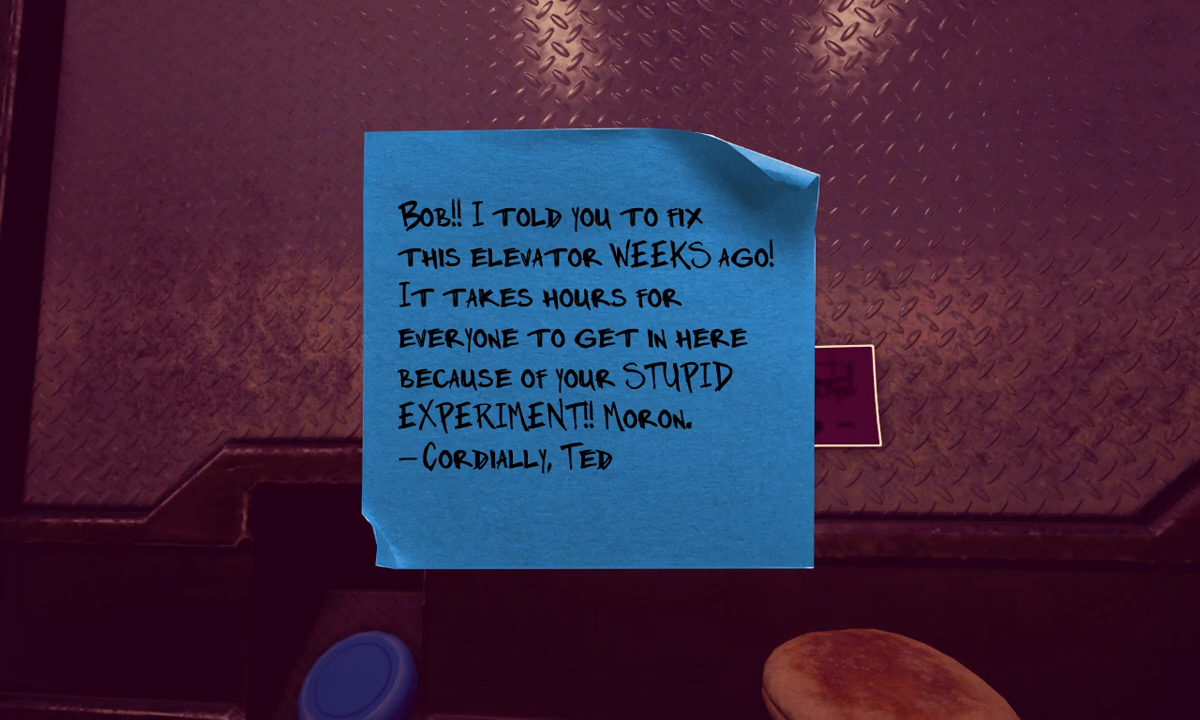 Bob!! I told you to fix
this elevator WEEKS ago!
It takes hours for
everyone to get in here
because of your STUPID
EXPERIMENT!! Moron.
—Cordially, Ted